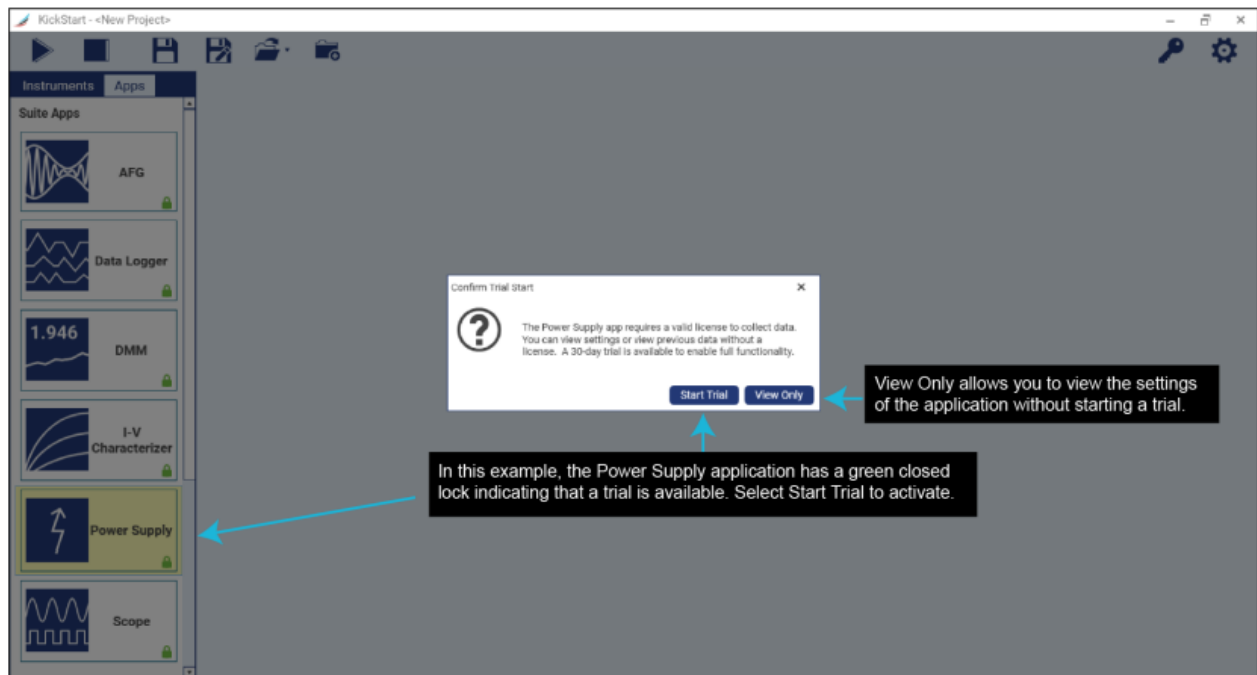 KickStart - <New Project>
Instruments Apps
Suite Apps
AFG
Data Logger
1.946
DMM
I-V
Characterizer
Power Supply
Scope
Confirm Trial Start
The Power Supply app requires a valid license to collect data.
You can view settings or view previous data without a
license. A 30-day trial is available to enable full functionality.
Start Trial View Only
View Only allows you to view the settings
of the application without starting a trial.
In this example, the Power Supply application has a green closed
lock indicating that a trial is available. Select Start Trial to activate.